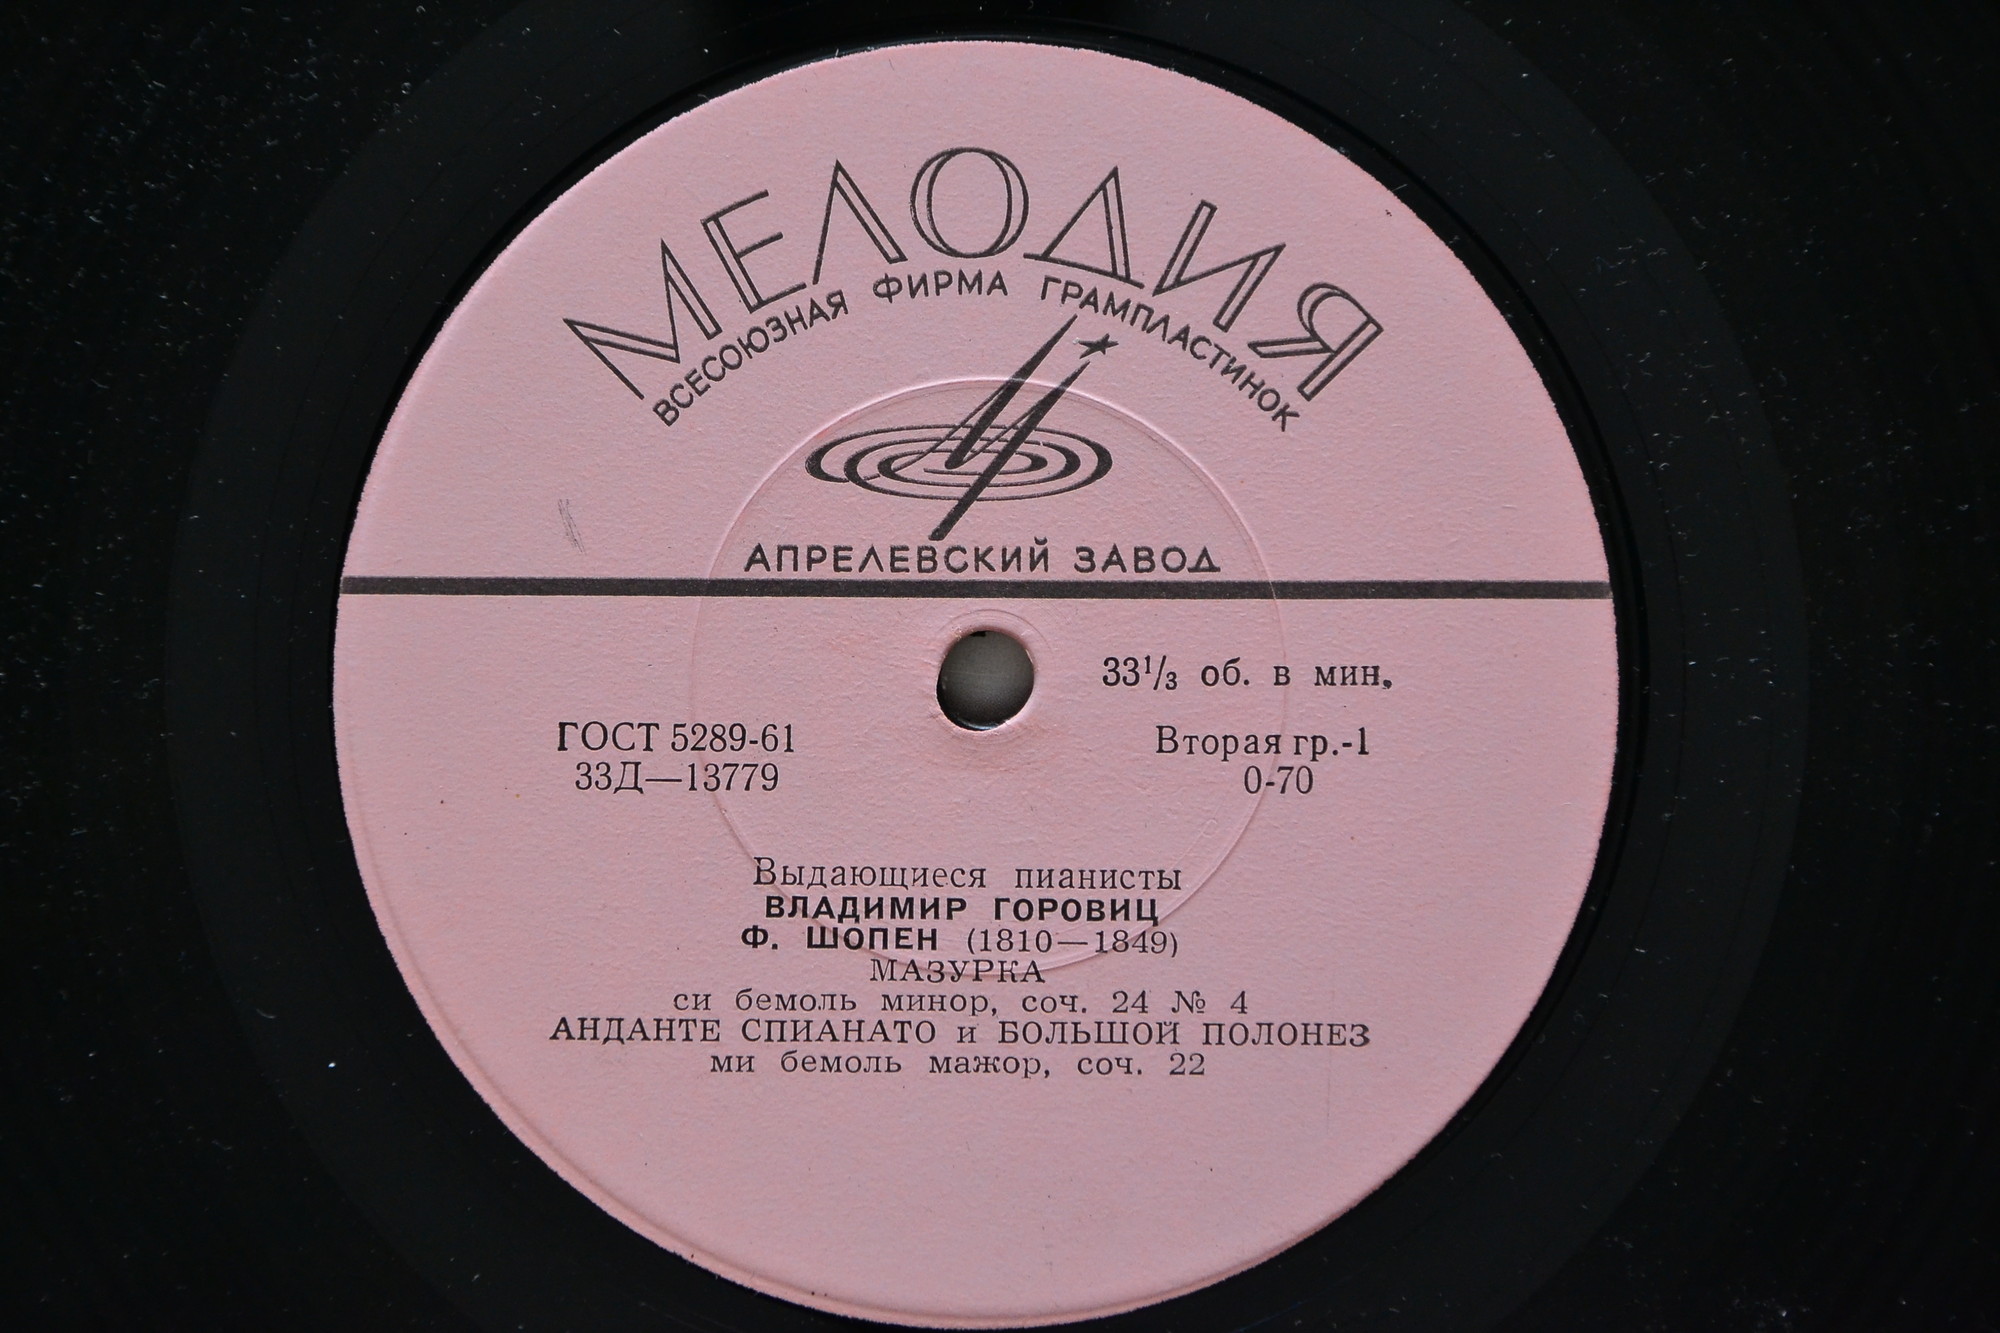 МЕЛОДИЯ
ВСЕСОЮЗНАЯ ФИРМА ГРАМПЛАСТИНОК
АПРЕЛЕВСКИЙ ЗАВОД
33¹/₃ об. в мин.
ГОСТ 5289-61
33Д—13779
Вторая гр.-1
0-70
Выдающиеся пианисты
ВЛАДИМИР ГОРОВИЦ
Ф. ШОПЕН (1810—1849)
МАЗУРКА
си бемоль минор, соч. 24 № 4
АНДАНТЕ СПИАНАТО и БОЛЬШОЙ ПОЛОНЕЗ
ми бемоль мажор, соч. 22